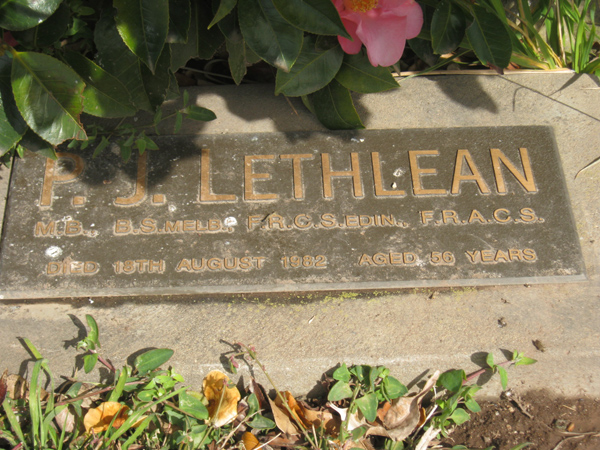 P. J. LETHLEAN
M.B., B.S.MELB., F.R.C.S.EDIN., F.R.A.C.S.
DIED 19TH AUGUST 1982 AGED 56 YEARS